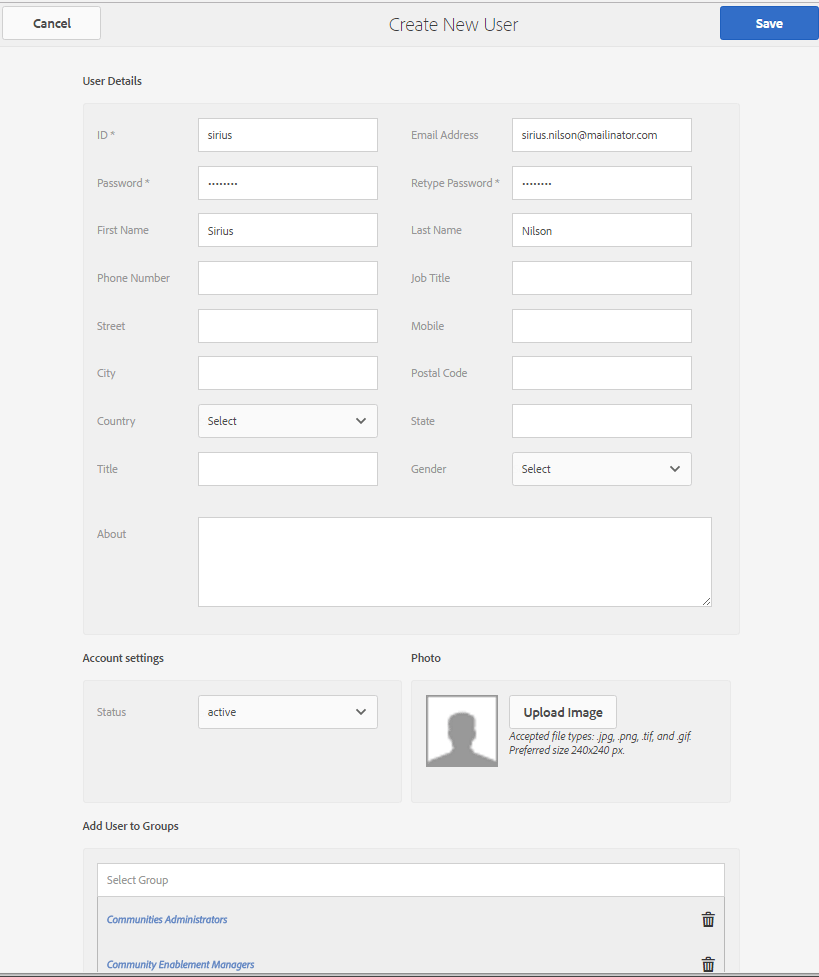 Cancel
Create New User
Save
User Details
ID *
sirius
Email Address
sirius.nilson@mailinator.com
Password *
••••••••
Retype Password *
••••••••
First Name
Sirius
Last Name
Nilson
Phone Number
Job Title
Street
Mobile
City
Postal Code
Country
Select
State
Title
Gender
Select
About
Account settings
Photo
Status
active
Upload Image
Accepted file types: .jpg, .png, .tif, and .gif.
Preferred size 240x240 px.
Add User to Groups
Select Group
Communities Administrators
Community Enablement Managers